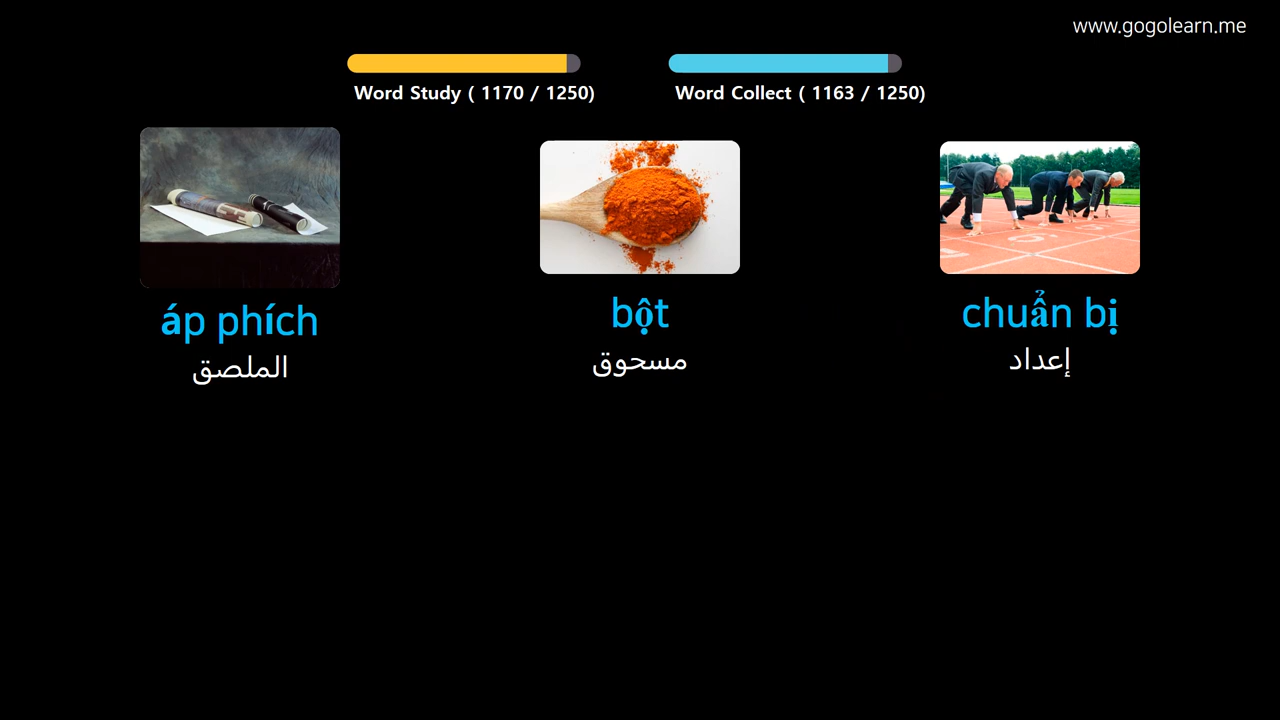 www.gogolearn.me
Word Study ( 1170 / 1250)
Word Collect ( 1163 / 1250)
áp phích
الملصق
bột
مسحوق
chuẩn bị
إعداد